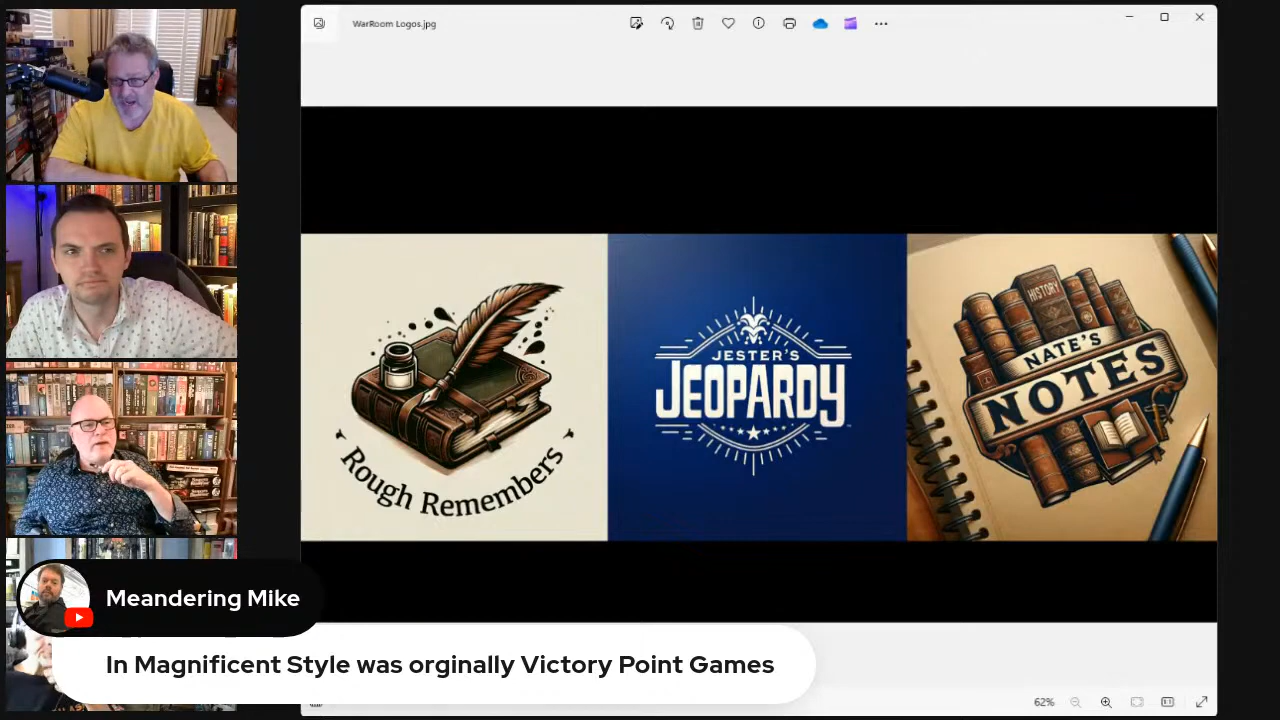 WarRoom Logos.jpg
Rough Remembers
JESTER'S
JEOPARDY
HISTORY
NATE'S
NOTES
Meandering Mike
In Magnificent Style was orginally Victory Point Games
62%